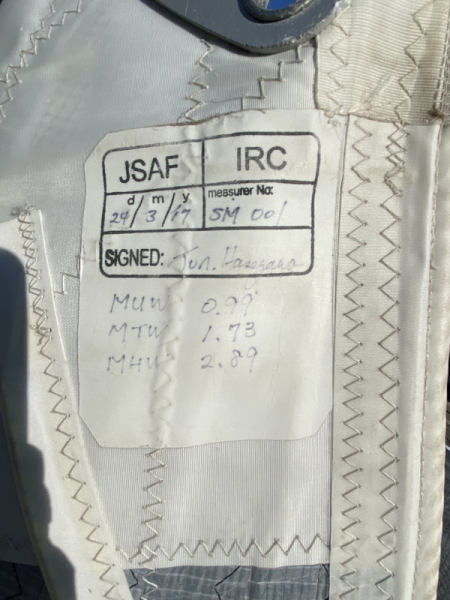 JSAF IRC
d m y measurer No:
24/3/17 SM 001
SIGNED: Jun. Hasegawa
MUW 0.99
MTW 1.73
MHW 2.89